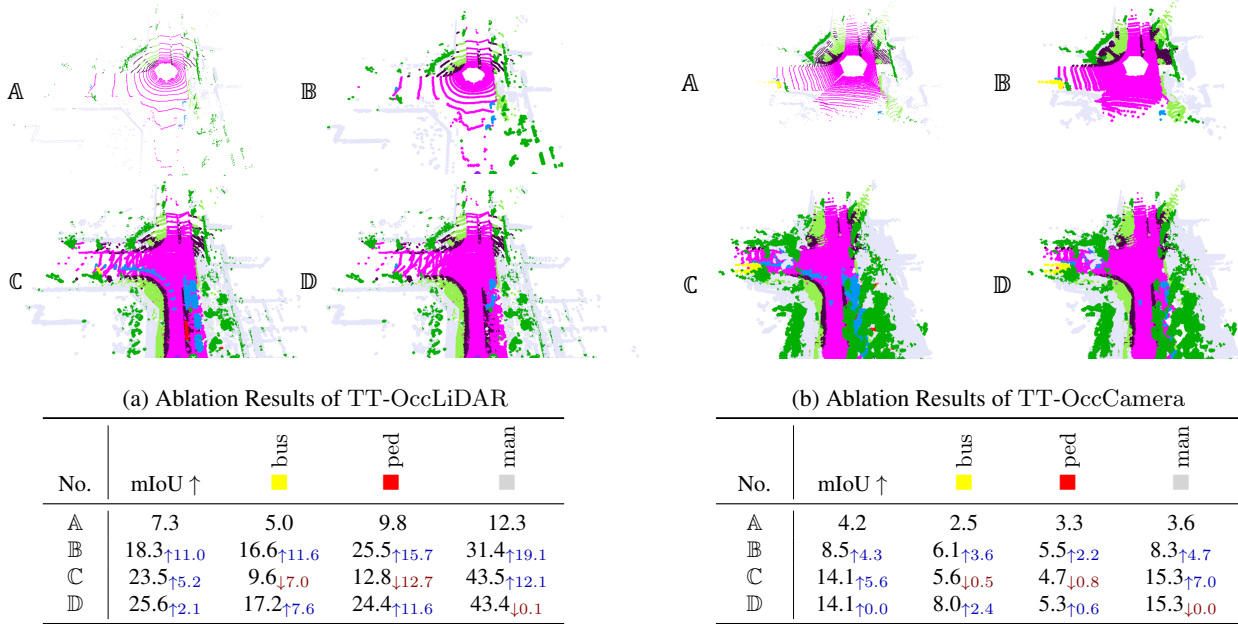 𝔸
𝔹
ℂ
𝔻
𝔸
𝔹
ℂ
𝔻
(a) Ablation Results of TT-OccLiDAR
No. mIoU ↑ bus ped man
𝔸 7.3 5.0 9.8 12.3
𝔹 18.3↑11.0 16.6↑11.6 25.5↑15.7 31.4↑19.1
ℂ 23.5↑5.2 9.6↓7.0 12.8↓12.7 43.5↑12.1
𝔻 25.6↑2.1 17.2↑7.6 24.4↑11.6 43.4↓0.1
(b) Ablation Results of TT-OccCamera
No. mIoU ↑ bus ped man
𝔸 4.2 2.5 3.3 3.6
𝔹 8.5↑4.3 6.1↑3.6 5.5↑2.2 8.3↑4.7
ℂ 14.1↑5.6 5.6↓0.5 4.7↓0.8 15.3↑7.0
𝔻 14.1↑0.0 8.0↑2.4 5.3↑0.6 15.3↓0.0